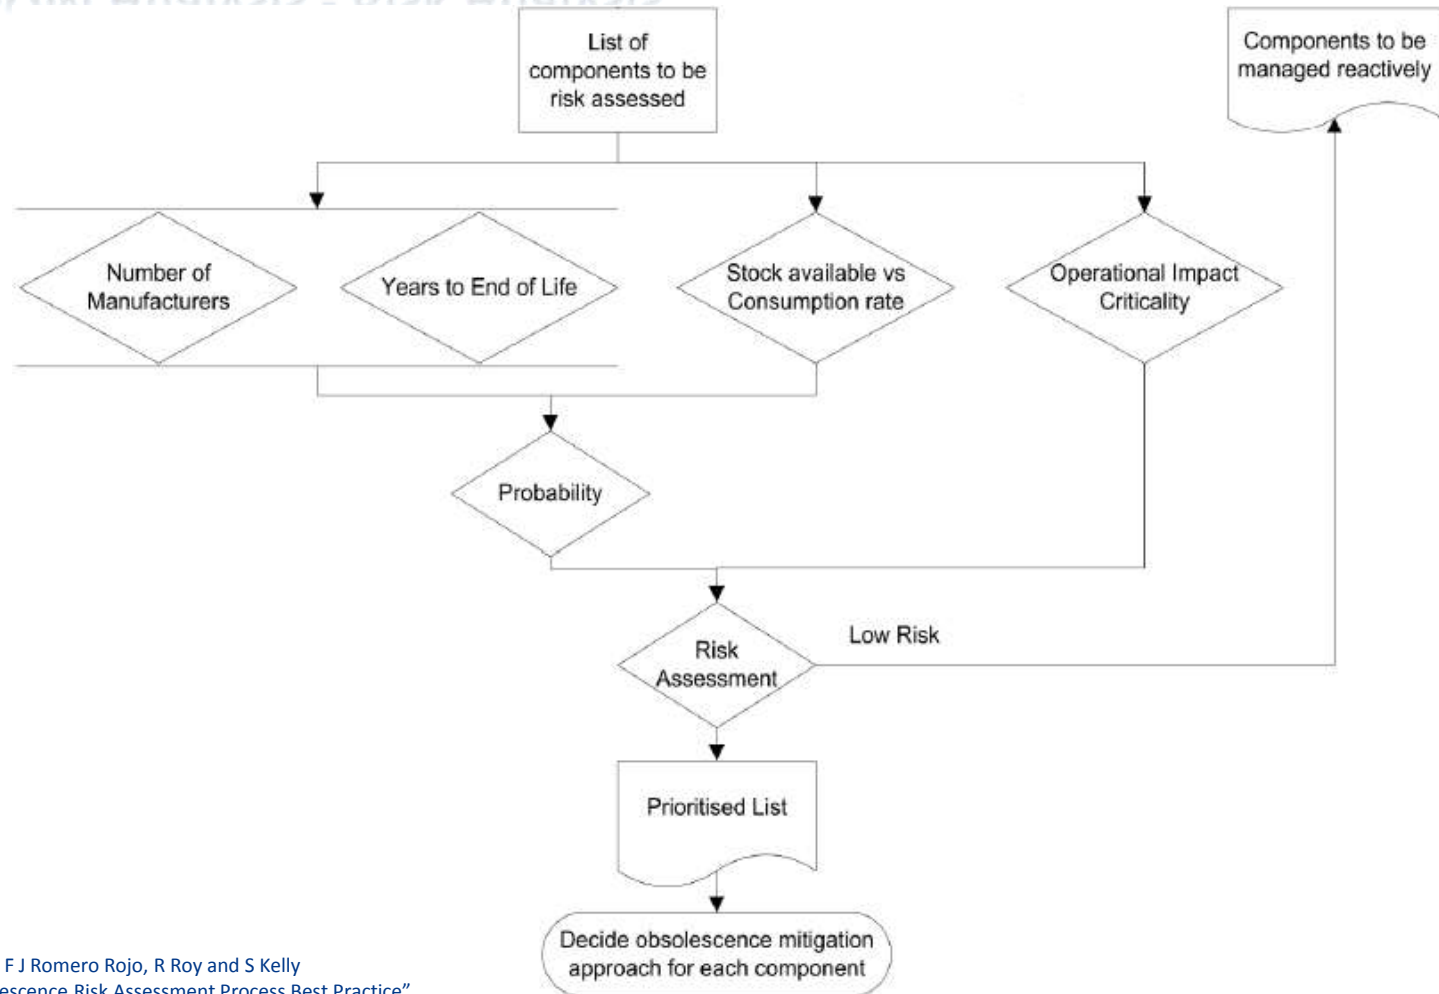 List of
components to be
risk assessed
Components to be
managed reactively
Number of
Manufacturers
Years to End of Life
Stock available vs
Consumption rate
Operational Impact
Criticality
Probability
Risk
Assessment
Low Risk
Prioritised List
Decide obsolescence mitigation
approach for each component
F J Romero Rojo, R Roy and S Kelly
escence Risk Assessment Process Best Practice”